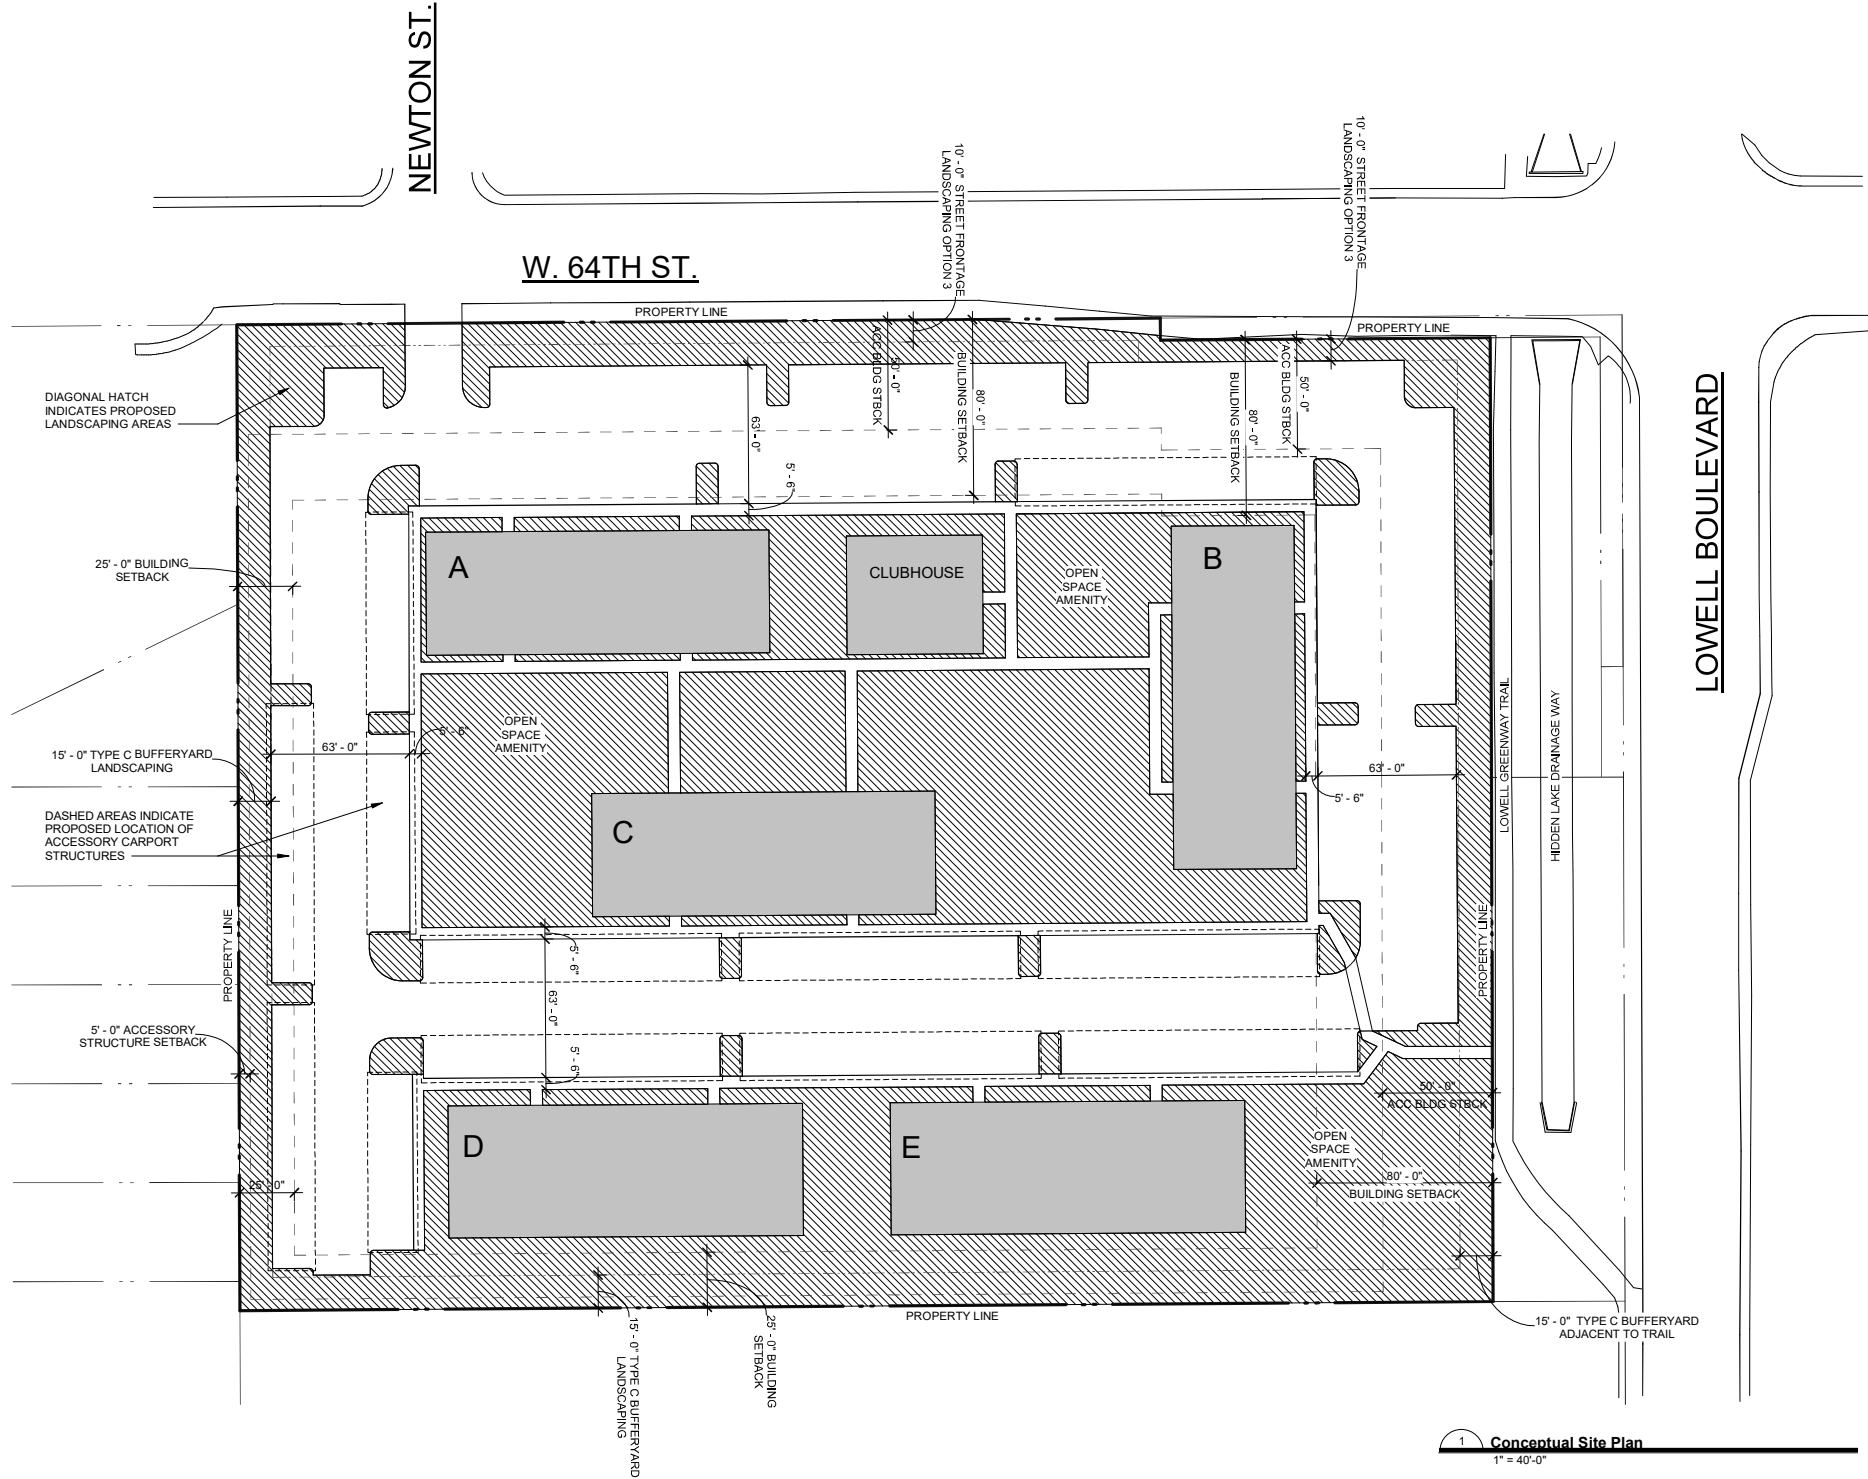 NEWTON ST.
10' - 0" STREET FRONTAGE
LANDSCAPING OPTION 3
10' - 0" STREET FRONTAGE
LANDSCAPING OPTION 3
W. 64TH ST.
PROPERTY LINE
PROPERTY LINE
DIAGONAL HATCH
INDICATES PROPOSED
LANDSCAPING AREAS
50' - 0"
ACC BLDG STBCK
80' - 0"
BUILDING SETBACK
80' - 0"
BUILDING SETBACK
50' - 0"
ACC BLDG STBCK
63' - 0"
5' - 6"
LOWELL BOULEVARD
25' - 0" BUILDING
SETBACK
A
CLUBHOUSE
OPEN
SPACE
AMENITY
B
OPEN
SPACE
AMENITY
5' - 6"
63' - 0"
15' - 0" TYPE C BUFFERYARD
LANDSCAPING
63' - 0"
5' - 6"
LOWELL GREENWAY TRAIL
HIDDEN LAKE DRAINAGE WAY
DASHED AREAS INDICATE
PROPOSED LOCATION OF
ACCESSORY CARPORT
STRUCTURES
C
PROPERTY LINE
PROPERTY LINE
5' - 6"
63' - 0"
5' - 6"
5' - 0" ACCESSORY
STRUCTURE SETBACK
50' - 0"
ACC BLDG STBCK
D
E
OPEN
SPACE
AMENITY
80' - 0"
BUILDING SETBACK
25' - 0"
PROPERTY LINE
15' - 0" TYPE C BUFFERYARD
ADJACENT TO TRAIL
15' - 0" TYPE C BUFFERYARD
LANDSCAPING
25' - 0" BUILDING
SETBACK
1
Conceptual Site Plan
1" = 40'-0"